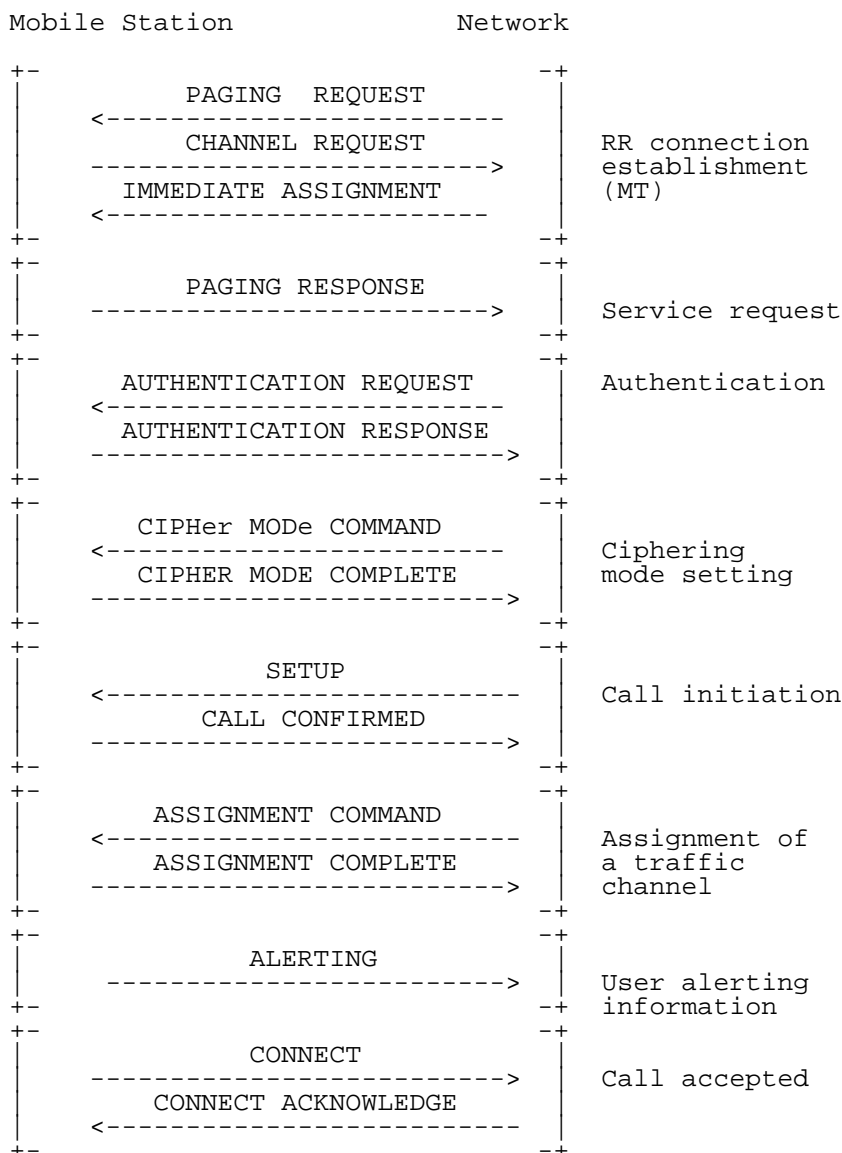 Mobile Station Network
PAGING REQUEST
CHANNEL REQUEST
RR connection
establishment
IMMEDIATE ASSIGNMENT
(MT)
PAGING RESPONSE
Service request
AUTHENTICATION REQUEST
Authentication
AUTHENTICATION RESPONSE
CIPHer MODe COMMAND
Ciphering
CIPHER MODE COMPLETE
mode setting
SETUP
Call initiation
CALL CONFIRMED
ASSIGNMENT COMMAND
Assignment of
ASSIGNMENT COMPLETE
a traffic
channel
ALERTING
User alerting
information
CONNECT
Call accepted
CONNECT ACKNOWLEDGE